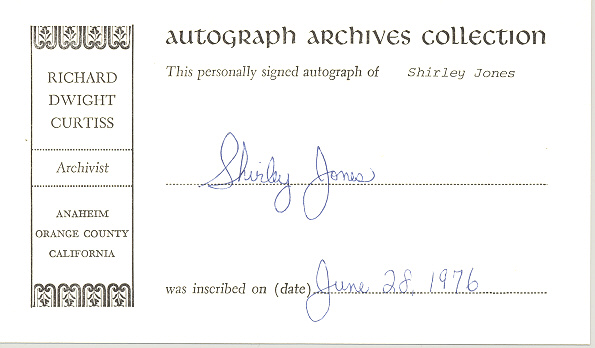 RICHARD
DWIGHT
CURTISS
Archivist
ANAHEIM
ORANGE COUNTY
CALIFORNIA
AUTOGRAPH ARCHIVES COLLECTION
This personally signed autograph of Shirley Jones
Shirley Jones
was inscribed on (date) June 28, 1976